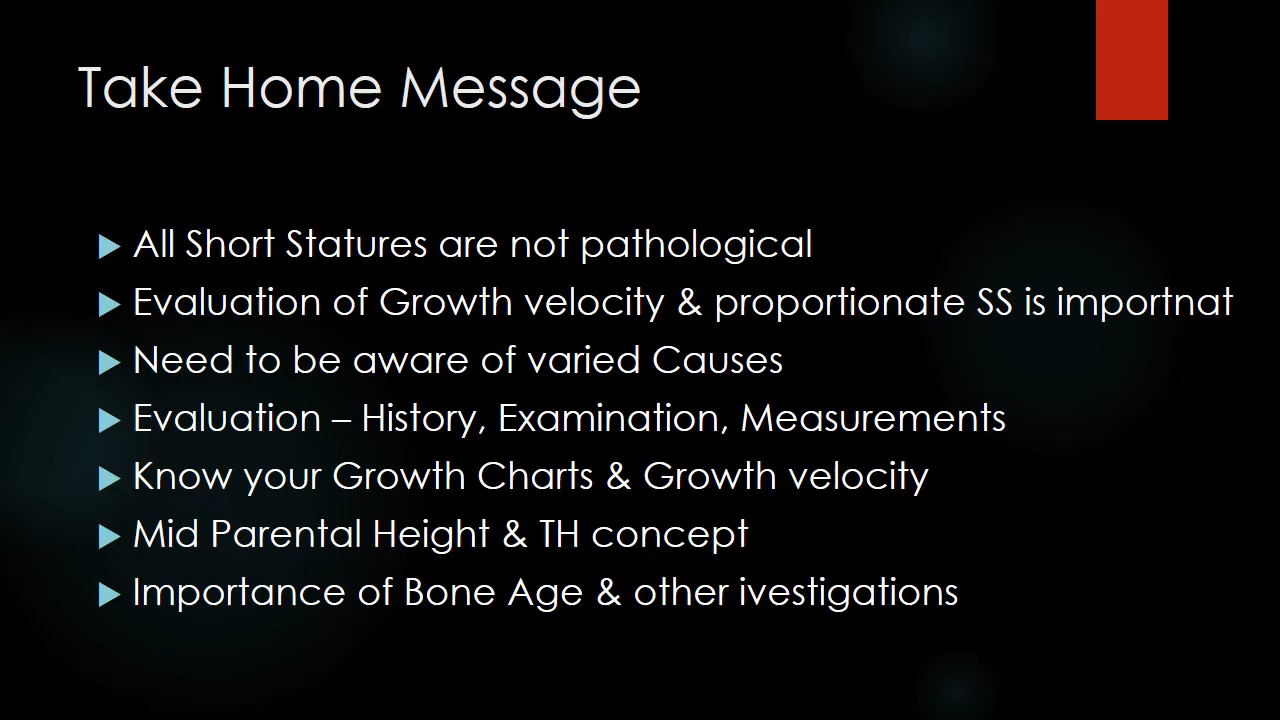 Take Home Message
All Short Statures are not pathological
Evaluation of Growth velocity & proportionate SS is importnat
Need to be aware of varied Causes
Evaluation – History, Examination, Measurements
Know your Growth Charts & Growth velocity
Mid Parental Height & TH concept
Importance of Bone Age & other ivestigations